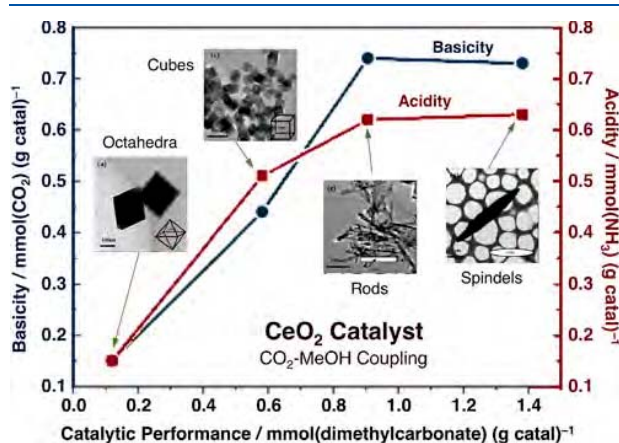 Basicity / mmol(CO₂) (g catal)⁻¹
0.8
0.7
0.6
0.5
0.4
0.3
0.2
0.1
Octahedra
Cubes
Basicity
Acidity
Rods
Spindels
CeO₂ Catalyst
CO₂-MeOH Coupling
0.8
0.7
0.6
0.5
0.4
0.3
0.2
0.1
Acidity / mmol(NH₃) (g catal)⁻¹
0.0 0.2 0.4 0.6 0.8 1.0 1.2 1.4
Catalytic Performance / mmol(dimethylcarbonate) (g catal)⁻¹